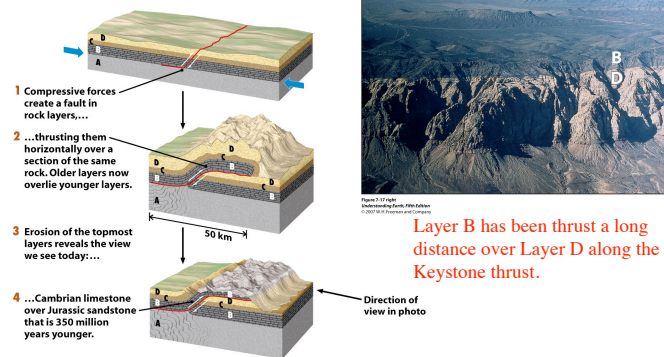 D
C
B
A
1 Compressive forces
create a fault in
rock layers,...
2 ...thrusting them
horizontally over a
section of the same
rock. Older layers now
overlie younger layers.
D
C
B
D
C
B
D
C
B
A
50 km
3 Erosion of the topmost
layers reveals the view
we see today:...
4 ...Cambrian limestone
over Jurassic sandstone
that is 350 million
years younger.
D
C
B
B
D
C
D
C
B
A
Direction of
view in photo
B
D
Figure 7-17 right
Understanding Earth, Fifth Edition
© 2007 W. H. Freeman and Company
Layer B has been thrust a long
distance over Layer D along the
Keystone thrust.